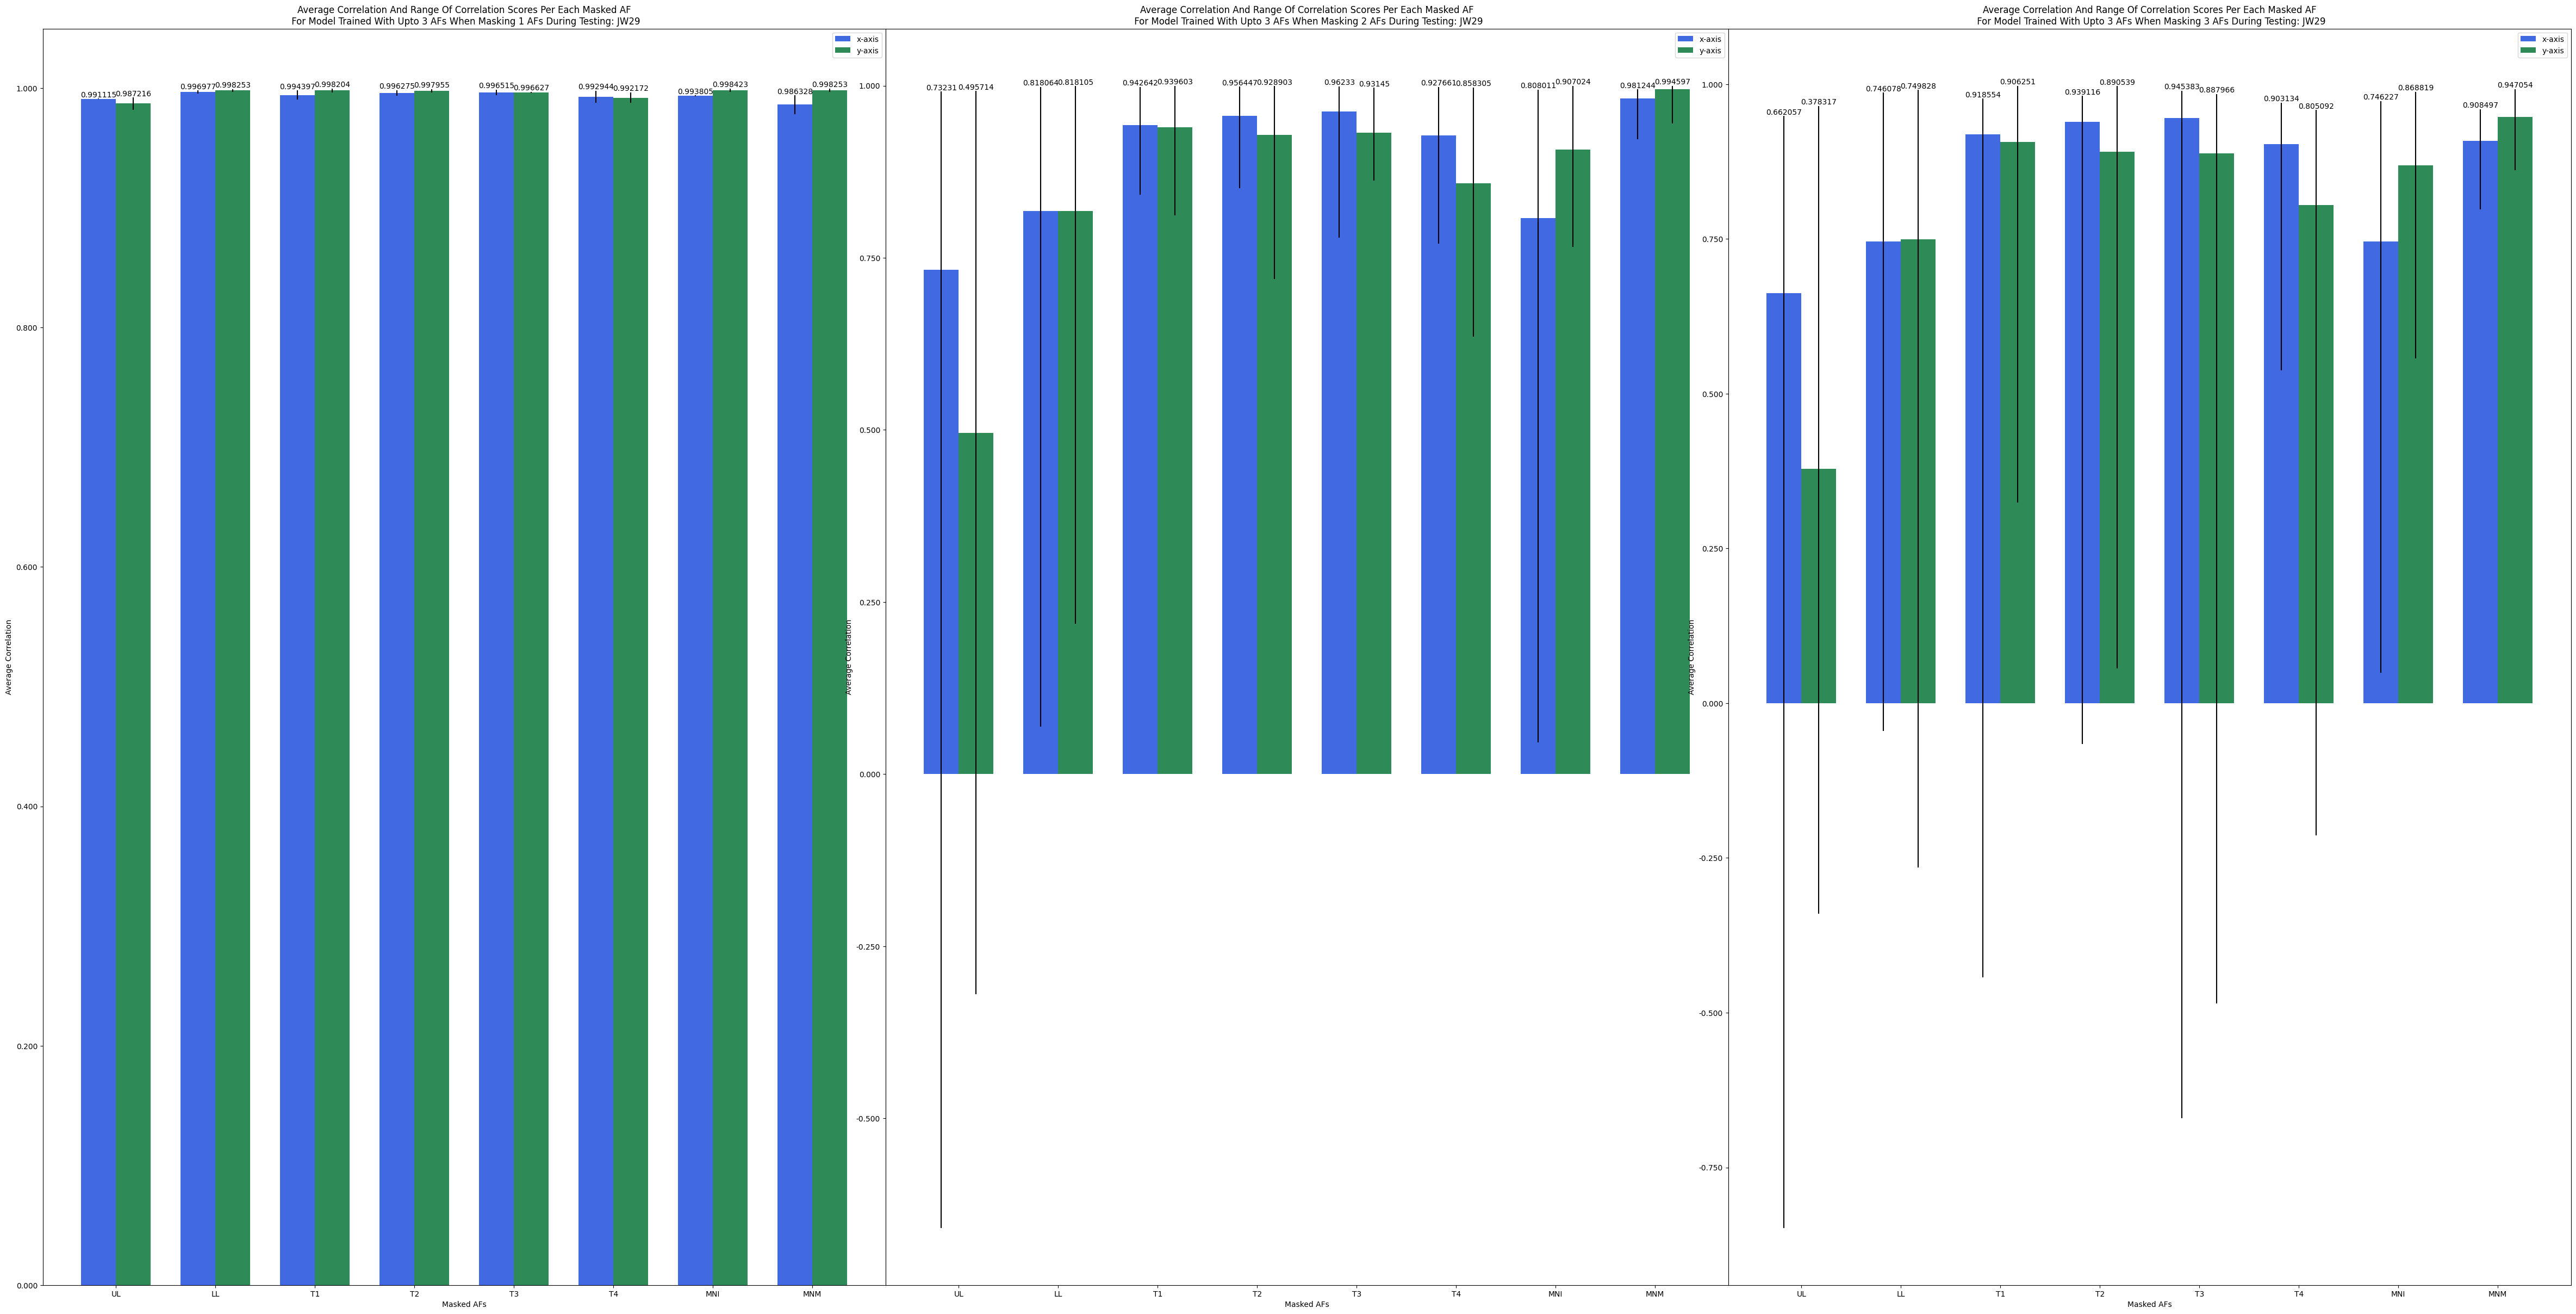 Average Correlation And Range Of Correlation Scores Per Each Masked AF
For Model Trained With Upto 3 AFs When Masking 1 AFs During Testing: JW29
x-axis
y-axis
1.000
0.800
0.600
0.400
0.200
0.000
Average Correlation
0.991115 0.987216 0.996977 0.998253 0.994397 0.998204 0.996275 0.997955 0.996515 0.996627 0.992944 0.992172 0.993805 0.998423 0.986328 0.998253
UL LL T1 T2 T3 T4 MNI MNM
Masked AFs
Average Correlation And Range Of Correlation Scores Per Each Masked AF
For Model Trained With Upto 3 AFs When Masking 2 AFs During Testing: JW29
x-axis
y-axis
1.000
0.750
0.500
0.250
0.000
-0.250
-0.500
Average Correlation
0.73231 0.495714 0.818064 0.818105 0.942642 0.939603 0.956447 0.928903 0.96233 0.93145 0.927661 0.858305 0.808011 0.907024 0.981244 0.994597
UL LL T1 T2 T3 T4 MNI MNM
Masked AFs
Average Correlation And Range Of Correlation Scores Per Each Masked AF
For Model Trained With Upto 3 AFs When Masking 3 AFs During Testing: JW29
x-axis
y-axis
1.000
0.750
0.500
0.250
0.000
-0.250
-0.500
-0.750
Average Correlation
0.662057 0.378317 0.746078 0.749828 0.918554 0.906251 0.939116 0.890539 0.945383 0.887966 0.903134 0.805092 0.746227 0.868819 0.908497 0.947054
UL LL T1 T2 T3 T4 MNI MNM
Masked AFs